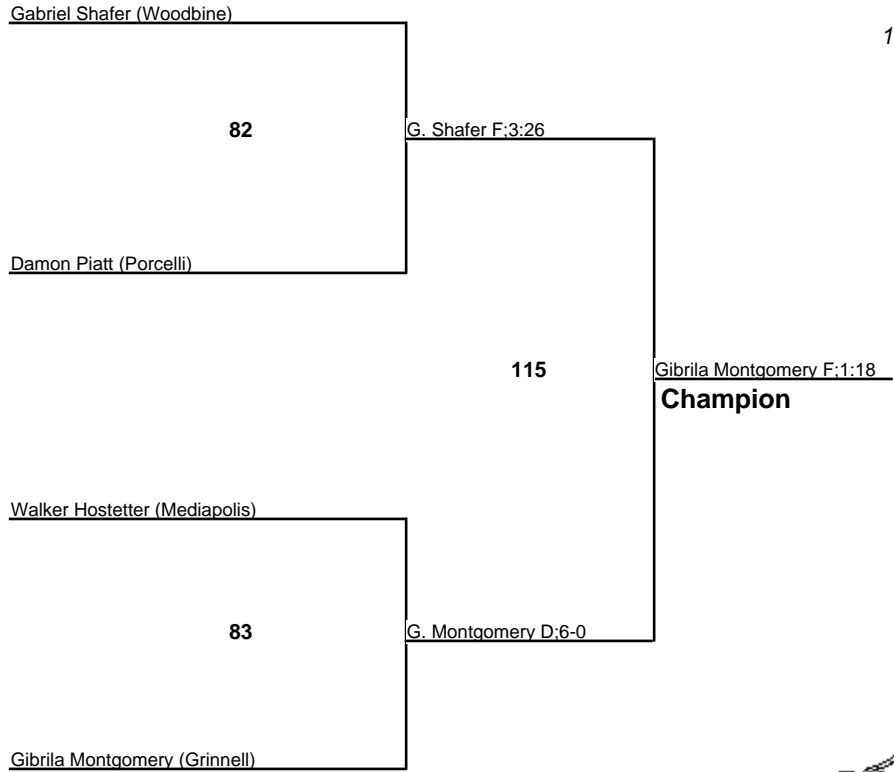 Gabriel Shafer (Woodbine)
1
82
G. Shafer F;3:26
Damon Piatt (Porcelli)
115
Gibrila Montgomery F;1:18
Champion
Walker Hostetter (Mediapolis)
83
G. Montgomery D;6-0
Gibrila Montgomery (Grinnell)